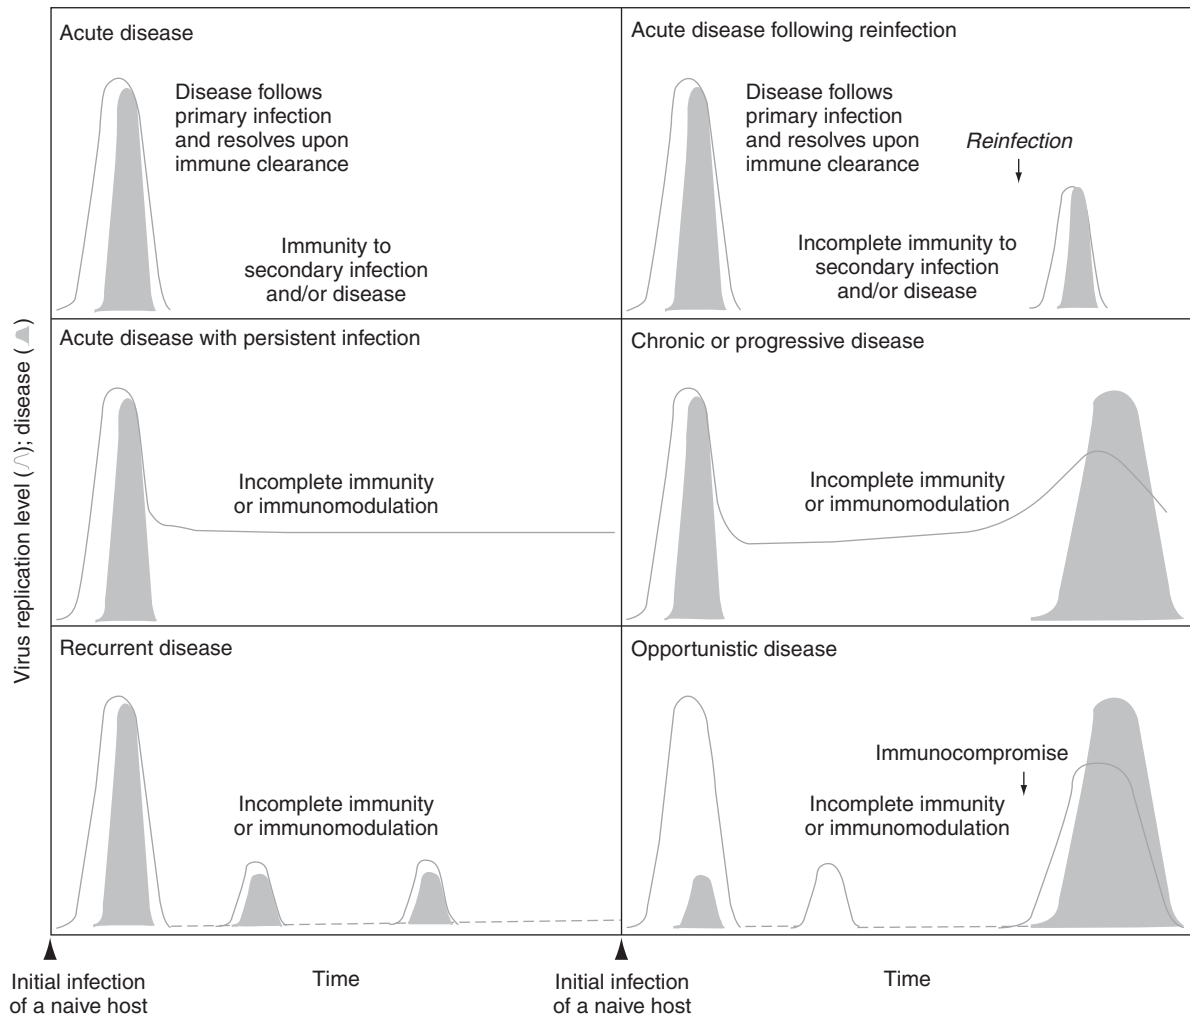 Acute disease
Disease follows
primary infection
and resolves upon
immune clearance
Immunity to
secondary infection
and/or disease
Acute disease following reinfection
Disease follows
primary infection
and resolves upon
immune clearance
Reinfection
Incomplete immunity to
secondary infection
and/or disease
Virus replication level ( ); disease ( )
Acute disease with persistent infection
Incomplete immunity
or immunomodulation
Chronic or progressive disease
Incomplete immunity
or immunomodulation
Recurrent disease
Incomplete immunity
or immunomodulation
Opportunistic disease
Immunocompromise
Incomplete immunity
or immunomodulation
Initial infection
of a naive host
Time
Initial infection
of a naive host
Time